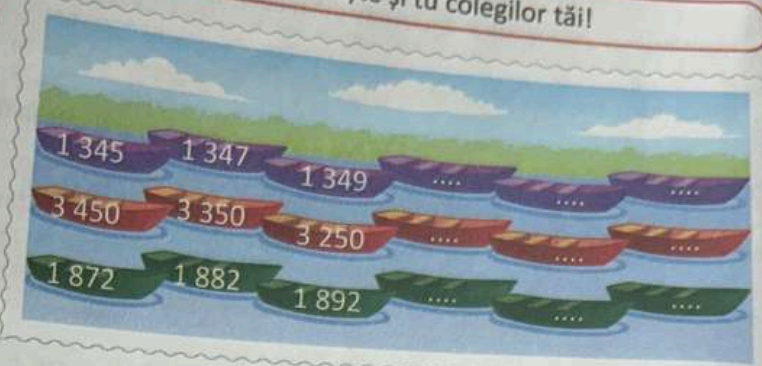 și tu colegilor tăi!
1 345 1 347 1 349 .... .... ....
3 450 3 350 3 250 .... .... ....
1 872 1 882 1 892 .... .... ....